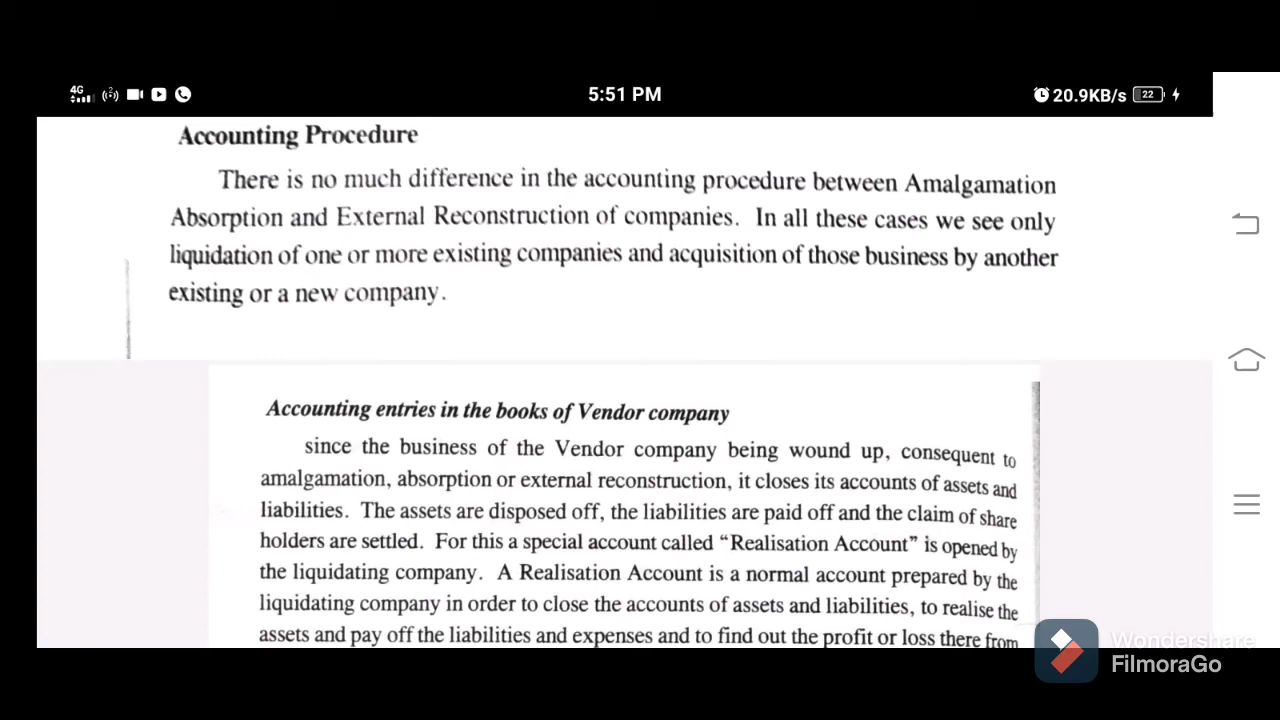 4G
5:51 PM
20.9KB/s 22
Accounting Procedure
There is no much difference in the accounting procedure between Amalgamation
Absorption and External Reconstruction of companies. In all these cases we see only
liquidation of one or more existing companies and acquisition of those business by another
existing or a new company.
Accounting entries in the books of Vendor company
since the business of the Vendor company being wound up, consequent to
amalgamation, absorption or external reconstruction, it closes its accounts of assets and
liabilities. The assets are disposed off, the liabilities are paid off and the claim of share
holders are settled. For this a special account called “Realisation Account” is opened by
the liquidating company. A Realisation Account is a normal account prepared by the
liquidating company in order to close the accounts of assets and liabilities, to realise the
assets and pay off the liabilities and expenses and to find out the profit or loss there from
Wondershare
FilmoraGo